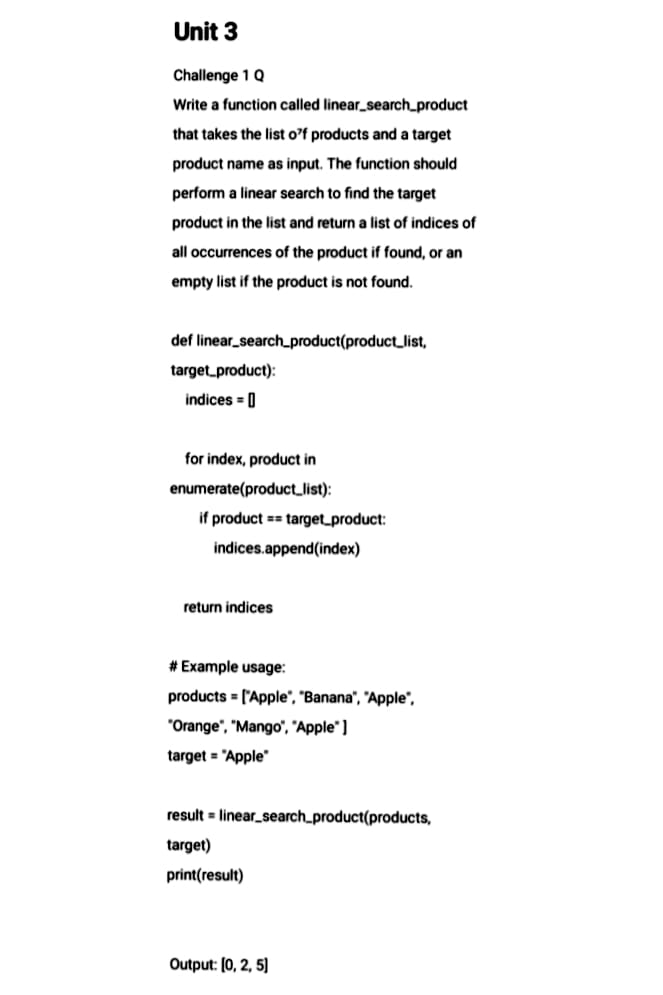 Unit 3
Challenge 1 Q
Write a function called linear_search_product
that takes the list o’f products and a target
product name as input. The function should
perform a linear search to find the target
product in the list and return a list of indices of
all occurrences of the product if found, or an
empty list if the product is not found.
def linear_search_product(product_list,
target_product):
indices = []
for index, product in
enumerate(product_list):
if product == target_product:
indices.append(index)
return indices
# Example usage:
products = ["Apple", "Banana", "Apple",
"Orange", "Mango", "Apple" ]
target = "Apple"
result = linear_search_product(products,
target)
print(result)
Output: [0, 2, 5]